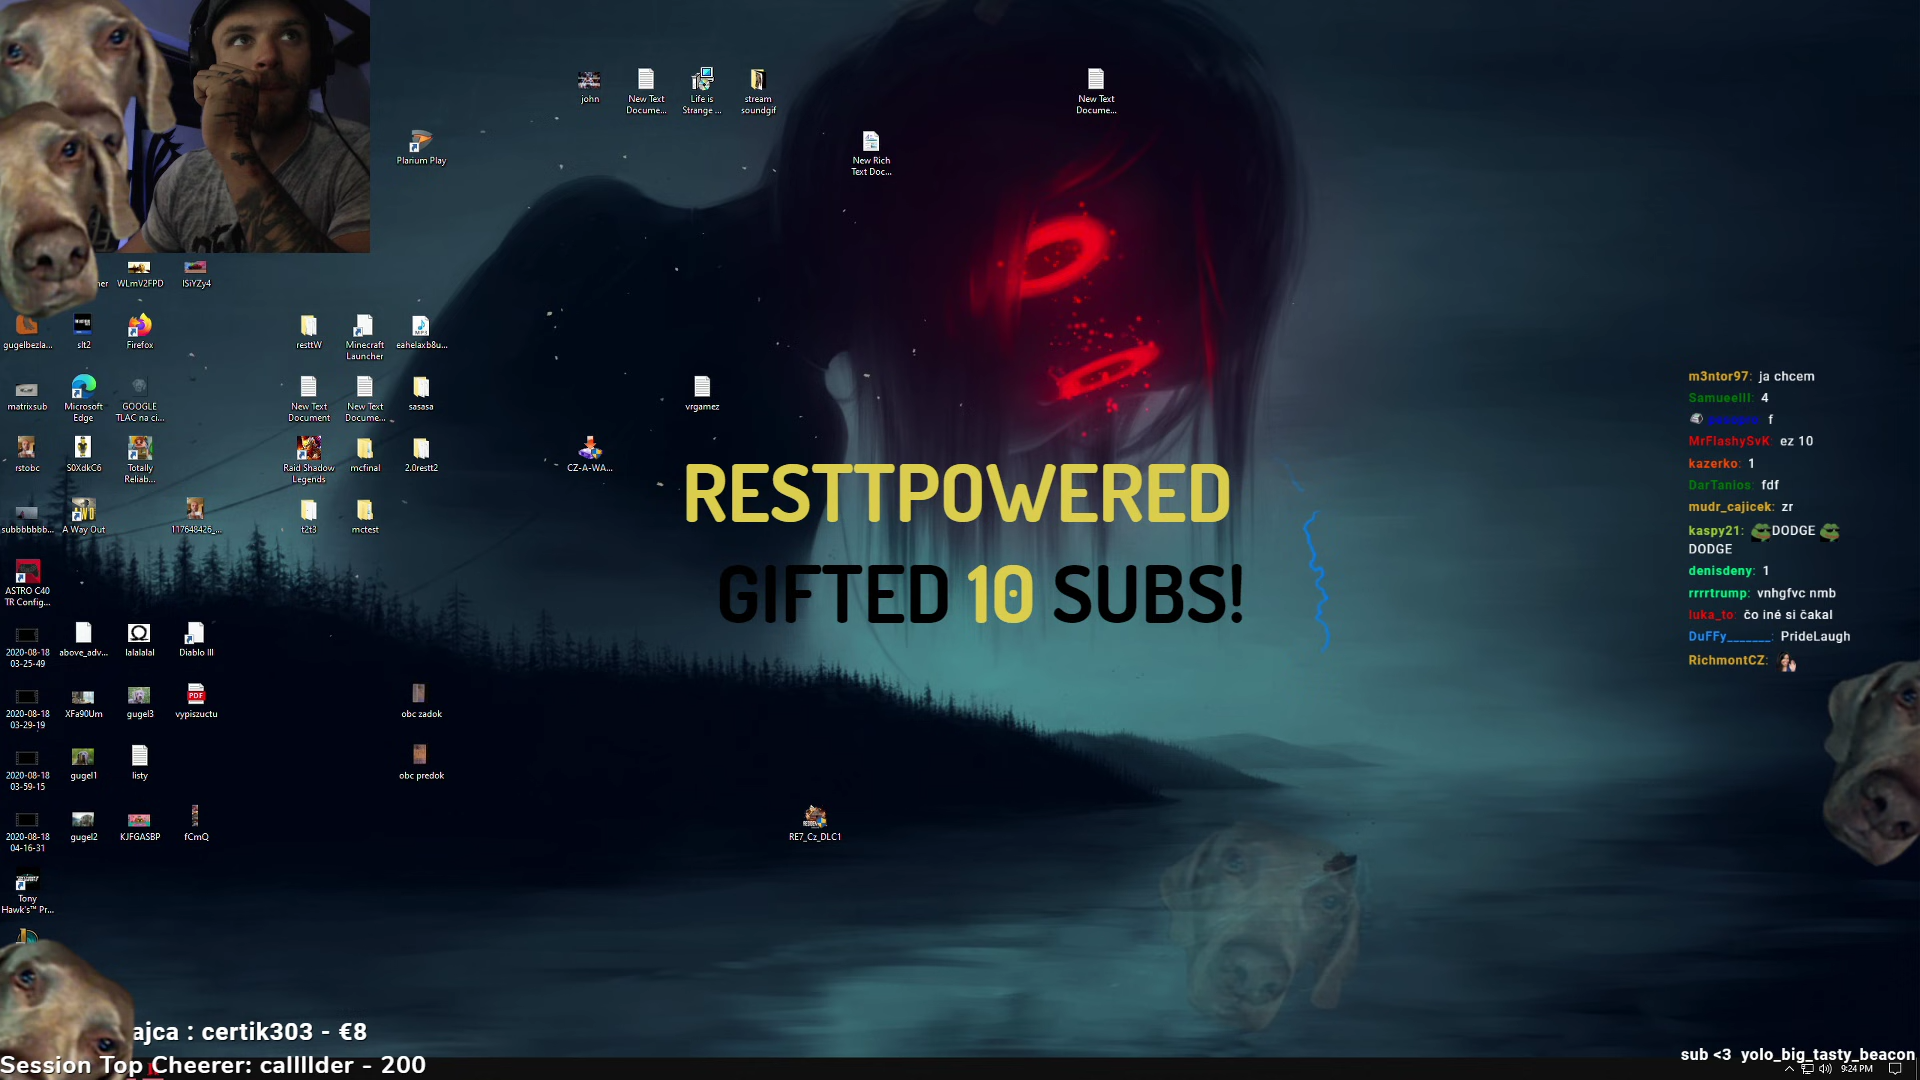 john
New Text
Docume...
Life is
Strange ...
stream
soundgif
New Text
Docume...
Plarium Play
New Rich
Text Doc...
WLmV2FPD
ISiYZy4
gugelbezla...
slt2
Firefox
resttW
Minecraft
Launcher
eahelaxb8u...
matrixsub
Microsoft
Edge
GOOGLE
TLAC na ci...
New Text
Document
New Text
Docume...
sasasa
vrgamez
rstobc
S0XdkC6
Totally
Reliab...
Raid Shadow
Legends
mcfinal
2.0restt2
CZ-A-WA...
subbbbbbb...
A Way Out
117648426_...
t2t3
mctest
RESTTPOWERED
GIFTED 10 SUBS!
ASTRO C40
TR Config...
2020-08-18
03-25-49
above_adv...
lalalalal
Diablo III
2020-08-18
03-29-19
XFa90Um
gugel3
PDF
vypiszuctu
obc zadok
2020-08-18
03-59-15
gugel1
listy
obc predok
2020-08-18
04-16-31
gugel2
KJFGASBP
fCmQ
RE7_Cz_DLC1
Tony
Hawk's™ Pr...
m3ntor97: ja chcem
SamueelII: 4
f
MrFlashySvK: ez 10
kazerko: 1
DarTanios: fdf
mudr_cajicek: zr
kaspy21: DODGE
DODGE
denisdeny: 1
rrrrtrump: vnhgfvc nmb
luka_to: čo iné si čakal
DuFFy_______: PrideLaugh
RichmontCZ:
ajca : certik303 - €8
Session Top Cheerer: callllder - 200
sub <3 yolo_big_tasty_beacon
9:24 PM